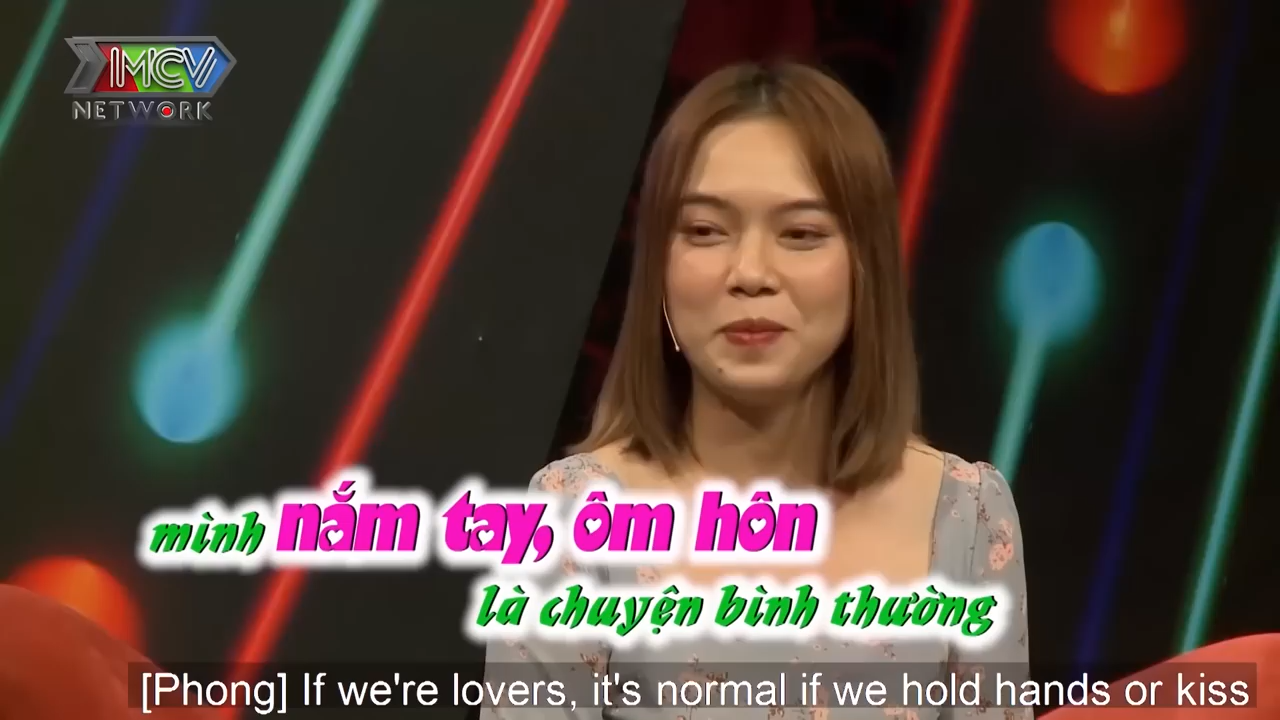 MCV
NETWORK
mình nắm tay, ôm hôn
là chuyện bình thường
[Phong] If we're lovers, it's normal if we hold hands or kiss